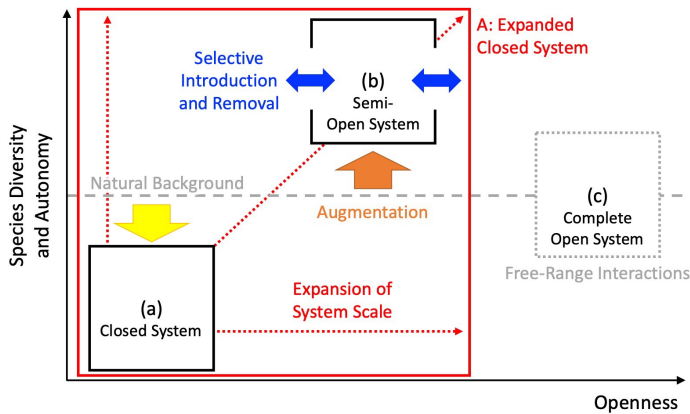 Species Diversity
and Autonomy
A: Expanded
Closed System
Selective
Introduction
and Removal
(b)
Semi-
Open System
Natural Background
Augmentation
(c)
Complete
Open System
Free-Range Interactions
(a)
Closed System
Expansion of
System Scale
Openness